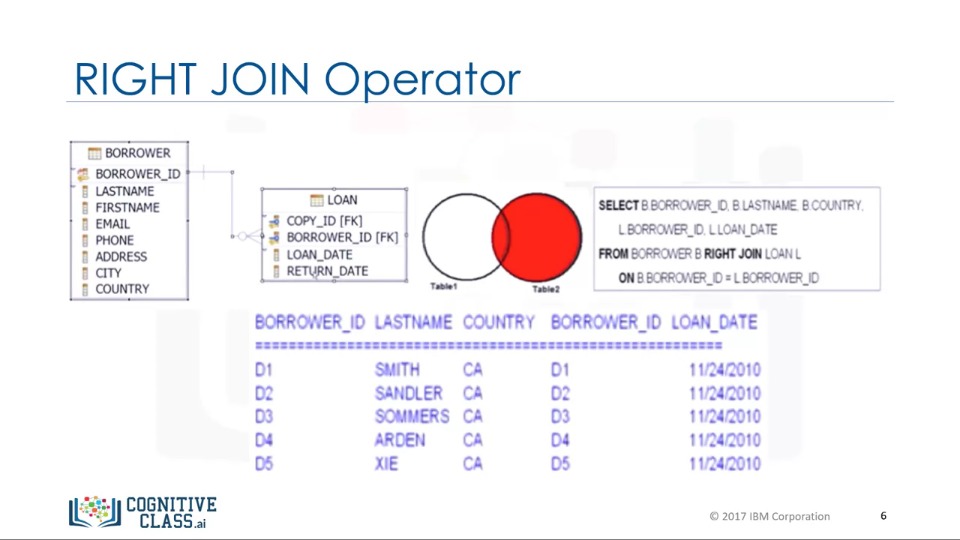 RIGHT JOIN Operator
BORROWER
BORROWER_ID
LASTNAME
FIRSTNAME
EMAIL
PHONE
ADDRESS
CITY
COUNTRY
LOAN
COPY_ID [FK]
BORROWER_ID [FK]
LOAN_DATE
RETURN_DATE
Table1
Table2
SELECT B.BORROWER_ID, B.LASTNAME, B.COUNTRY,
L.BORROWER_ID, L.LOAN_DATE
FROM BORROWER B RIGHT JOIN LOAN L
ON B.BORROWER_ID = L.BORROWER_ID
BORROWER_ID LASTNAME COUNTRY BORROWER_ID LOAN_DATE
D1 SMITH CA D1 11/24/2010
D2 SANDLER CA D2 11/24/2010
D3 SOMMERS CA D3 11/24/2010
D4 ARDEN CA D4 11/24/2010
D5 XIE CA D5 11/24/2010
COGNITIVE
CLASS.ai
© 2017 IBM Corporation
6